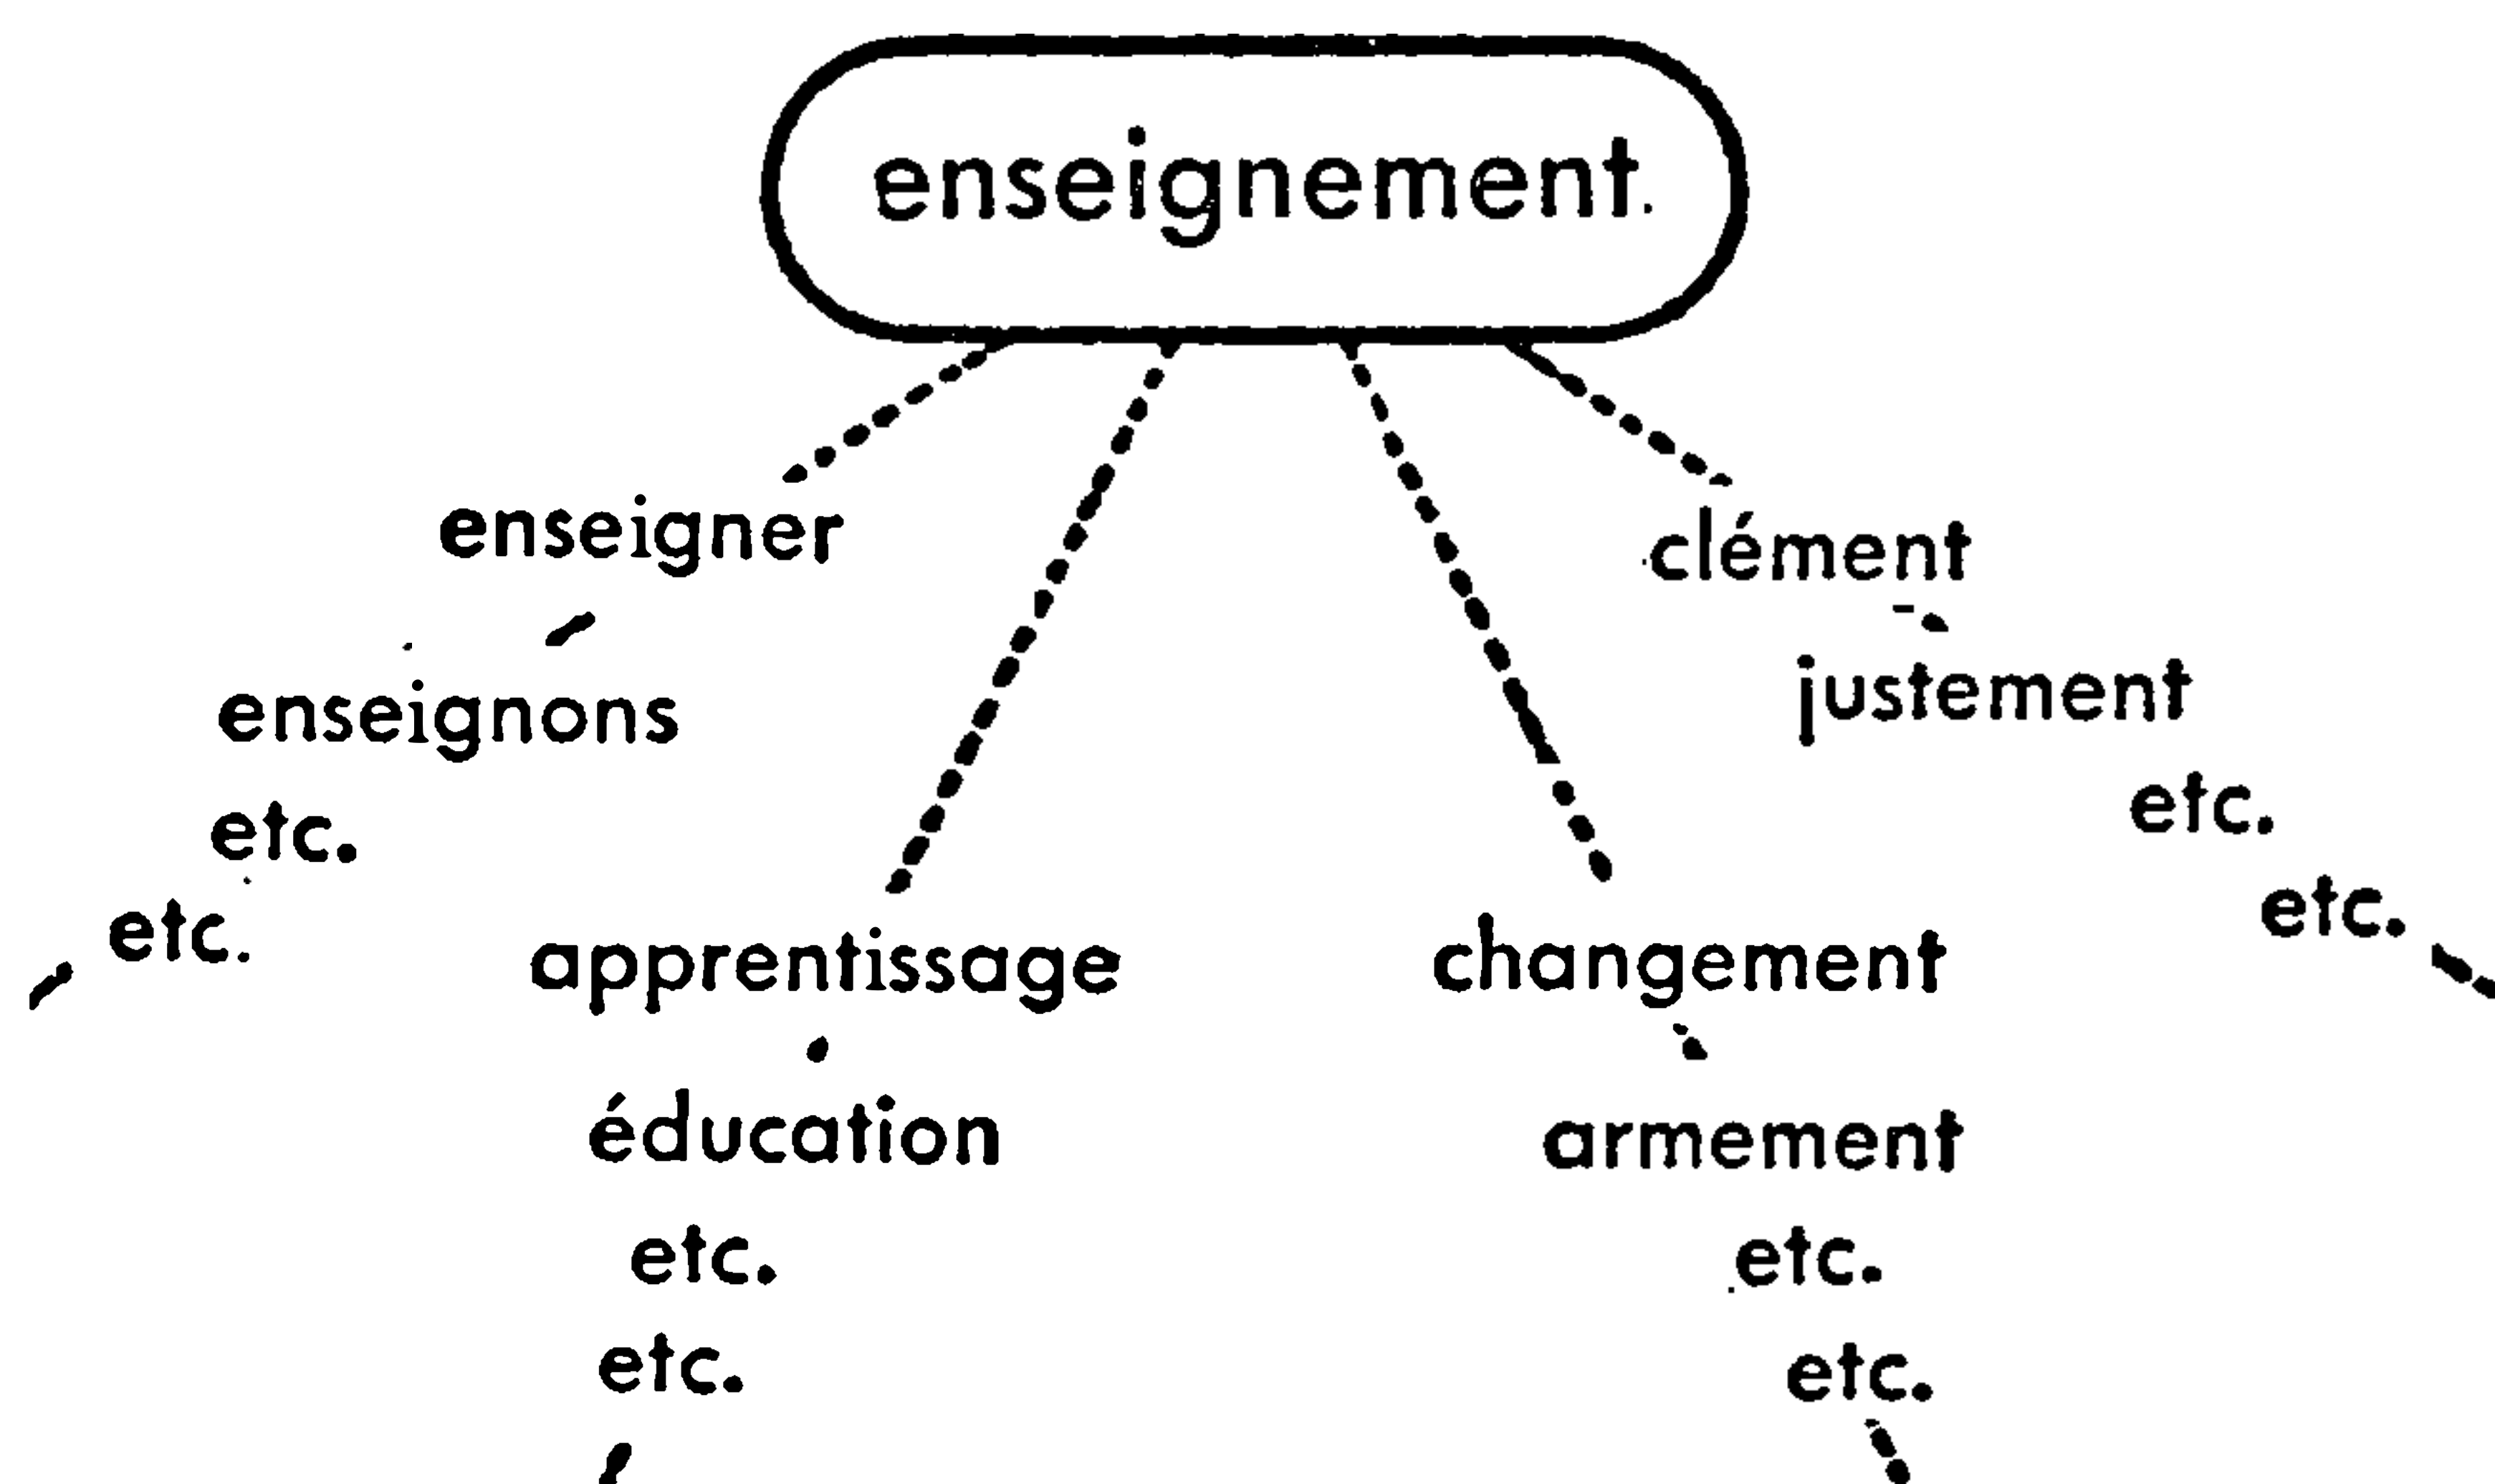 enseignement.
enseigner
clément
enseignons
justement
etc.
etc.
etc.
etc.
apprentissage
changement
éducation
armement
etc.
etc.
etc.
etc.